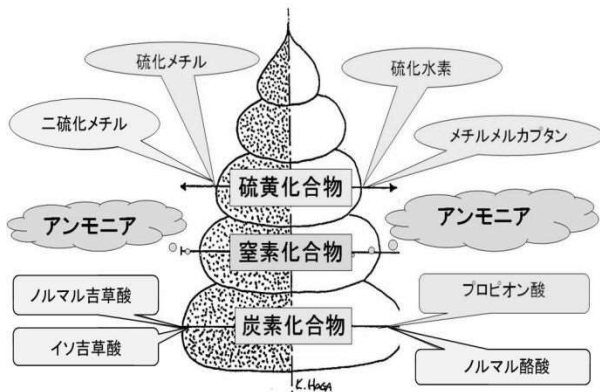 硫化メチル
硫化水素
二硫化メチル
メチルメルカプタン
硫黄化合物
アンモニア
アンモニア
窒素化合物
ノルマル吉草酸
プロピオン酸
炭素化合物
イソ吉草酸
ノルマル酪酸
K.HAGA